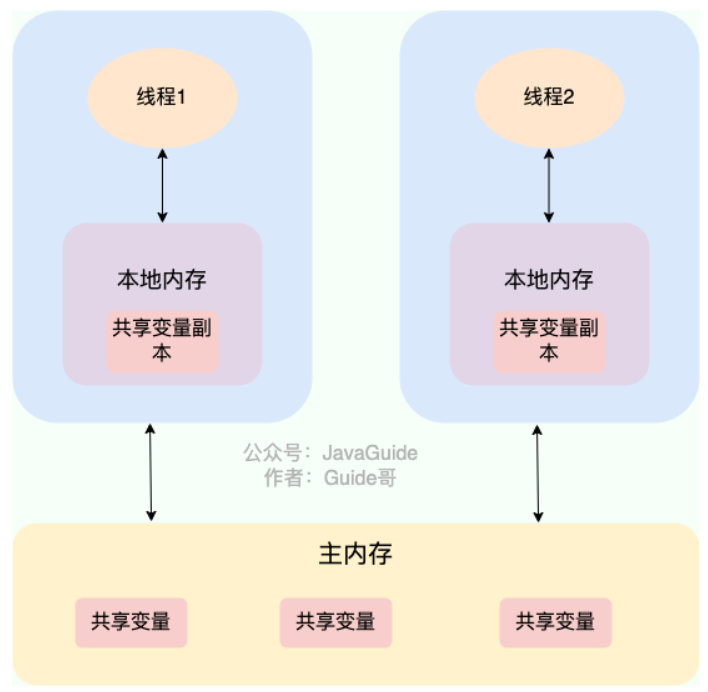 线程1
线程2
本地内存
共享变量副
本
本地内存
共享变量副
本
公众号：JavaGuide
作者：Guide哥
主内存
共享变量
共享变量
共享变量